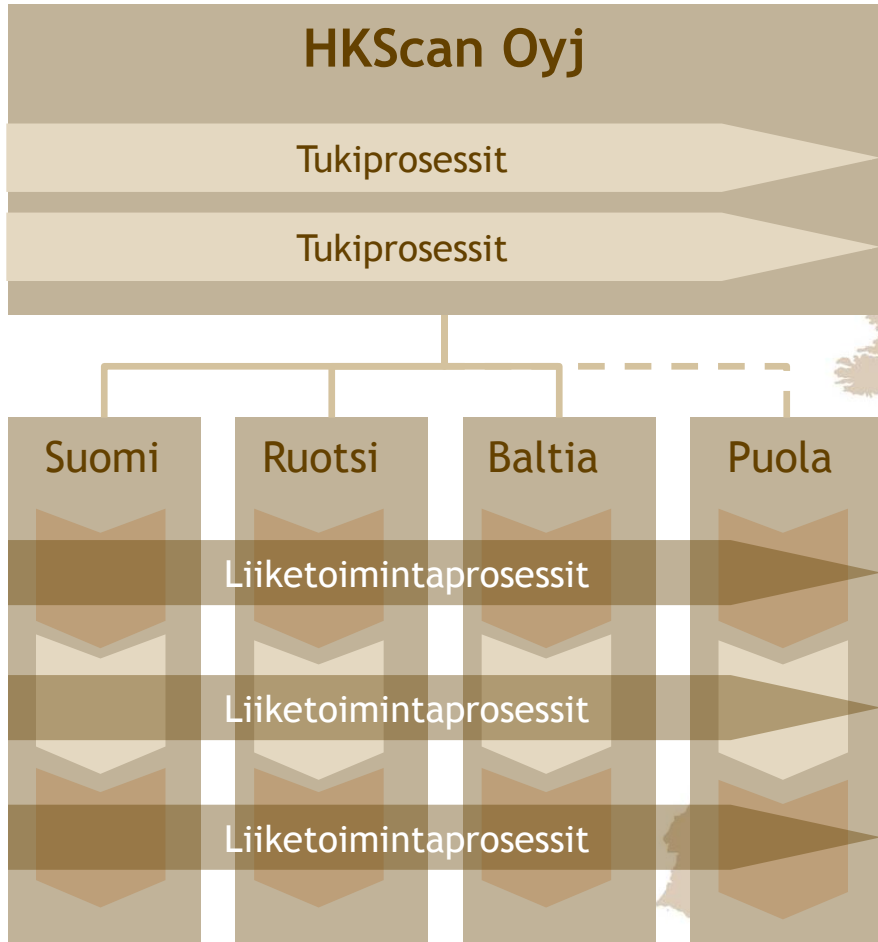 HKScan Oyj
Tukiprosessit
Tukiprosessit
Suomi Ruotsi Baltia Puola
Liiketoimintaprosessit
Liiketoimintaprosessit
Liiketoimintaprosessit